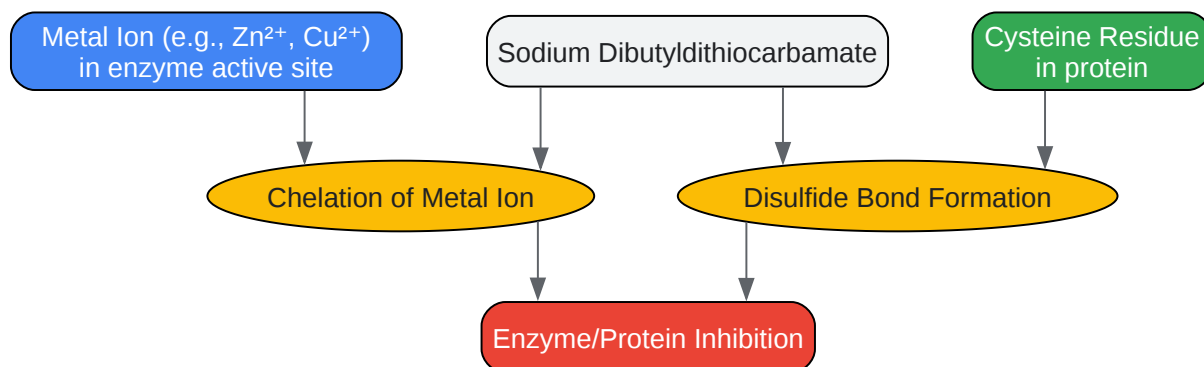 Metal Ion (e.g., Zn²⁺, Cu²⁺)
in enzyme active site
Sodium Dibutyldithiocarbamate
Cysteine Residue
in protein
Chelation of Metal Ion
Disulfide Bond Formation
Enzyme/Protein Inhibition